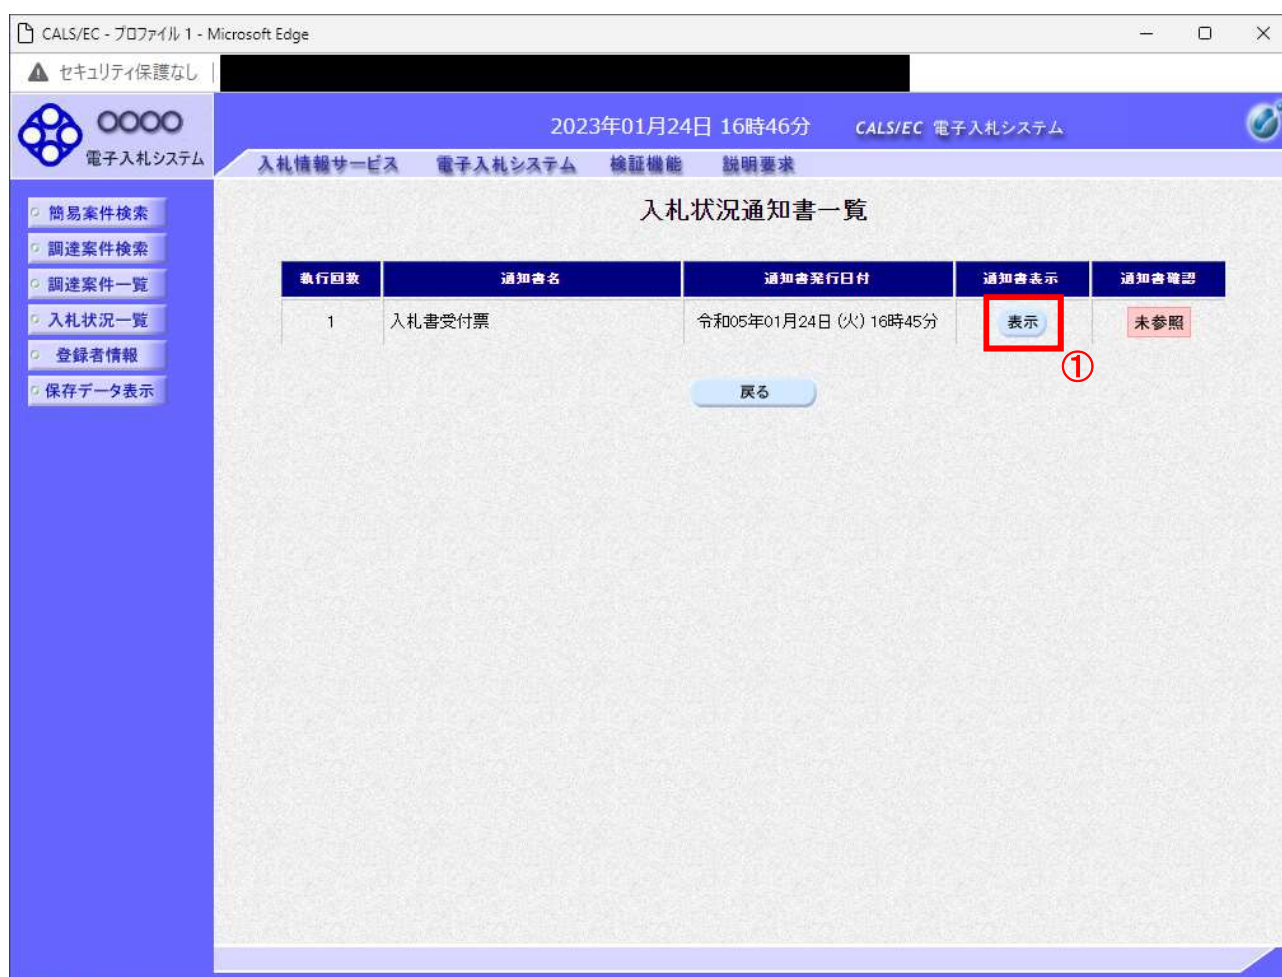 CALS/EC - プロファイル 1 - Microsoft Edge
セキュリティ保護なし
OOOO
電子入札システム
2023年01月24日 16時46分
CALS/EC 電子入札システム
入札情報サービス
電子入札システム
検証機能
説明要求
簡易案件検索
調達案件検索
調達案件一覧
入札状況一覧
登録者情報
保存データ表示
入札状況通知書一覧
執行回数 通知書名 通知書発行日付 通知書表示 通知書確認
1 入札書受付票 令和05年01月24日 (火) 16時45分 表示 未参照
①
戻る